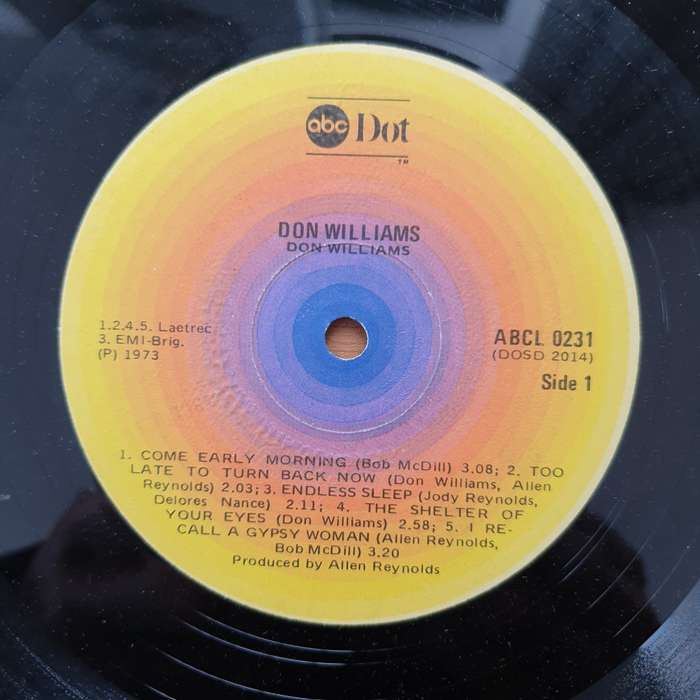 abc Dot
TM
DON WILLIAMS
DON WILLIAMS
1.2.4.5. Laetrec
3. EMI-Brig.
(P) 1973
ABCL 0231
(DOSD 2014)
Side 1
1. COME EARLY MORNING (Bob McDill) 3.08; 2. TOO
LATE TO TURN BACK NOW (Don Williams, Allen
Reynolds) 2.03; 3. ENDLESS SLEEP (Jody Reynolds,
Delores Nance) 2.11; 4. THE SHELTER OF
YOUR EYES (Don Williams) 2.58; 5. I RE-
CALL A GYPSY WOMAN (Allen Reynolds,
Bob McDill) 3.20
Produced by Allen Reynolds